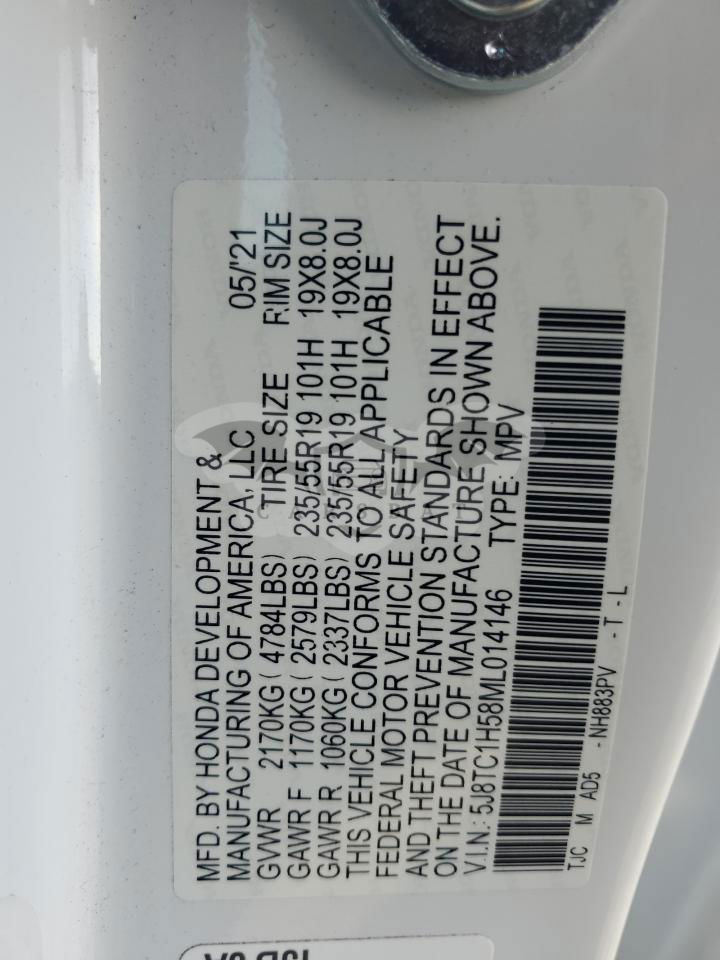 MFD. BY HONDA DEVELOPMENT & 05/'21
MANUFACTURING OF AMERICA, LLC
GVWR 2170KG( 4784LBS) TIRE SIZE RIM SIZE
GAWR F 1170KG( 2579LBS) 235/55R19 101H 19X8.0J
GAWR R 1060KG( 2337LBS) 235/55R19 101H 19X8.0J
THIS VEHICLE CONFORMS TO ALL APPLICABLE
FEDERAL MOTOR VEHICLE SAFETY
AND THEFT PREVENTION STANDARDS IN EFFECT
ON THE DATE OF MANUFACTURE SHOWN ABOVE.
V.I.N.: 5J8TC1H58ML014146 TYPE: MPV
TJC M AD5 -NH883PV -T-L